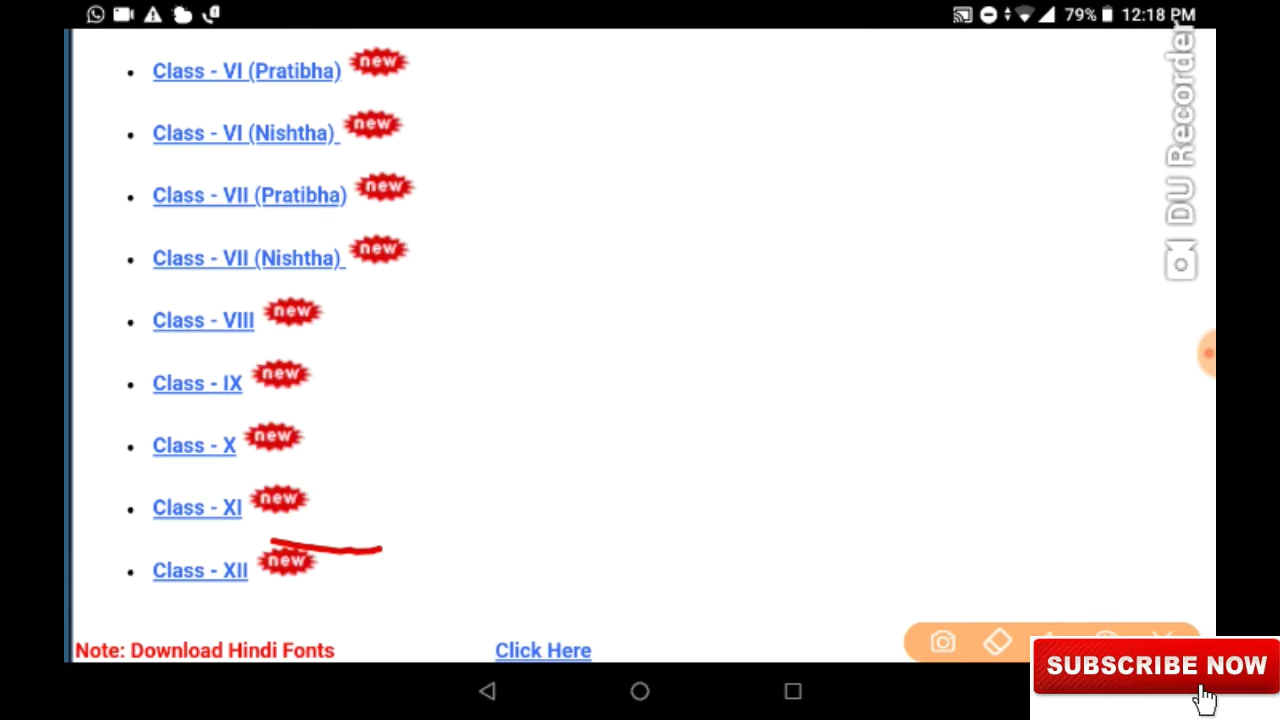 79% 12:18 PM
Class - VI (Pratibha) new
Class - VI (Nishtha) new
Class - VII (Pratibha) new
Class - VII (Nishtha) new
Class - VIII new
Class - IX new
Class - X new
Class - XI new
Class - XII new
Note: Download Hindi Fonts Click Here
DU Recorder
SUBSCRIBE NOW